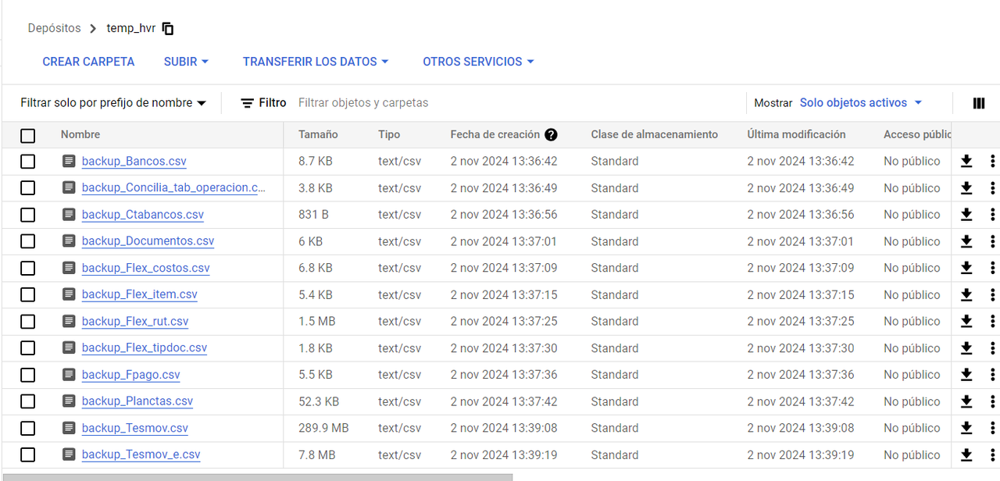 Depósitos > temp_hvr
CREAR CARPETA SUBIR TRANSFERIR LOS DATOS OTROS SERVICIOS
Filtrar solo por prefijo de nombre Filtro Filtrar objetos y carpetas Mostrar Solo objetos activos
Nombre Tamaño Tipo Fecha de creación ? Clase de almacenamiento Última modificación Acceso públic
backup_Bancos.csv 8.7 KB text/csv 2 nov 2024 13:36:42 Standard 2 nov 2024 13:36:42 No público
backup_Concilia_tab_operacion.c... 3.8 KB text/csv 2 nov 2024 13:36:49 Standard 2 nov 2024 13:36:49 No público
backup_Ctabancos.csv 831 B text/csv 2 nov 2024 13:36:56 Standard 2 nov 2024 13:36:56 No público
backup_Documentos.csv 6 KB text/csv 2 nov 2024 13:37:01 Standard 2 nov 2024 13:37:01 No público
backup_Flex_costos.csv 6.8 KB text/csv 2 nov 2024 13:37:09 Standard 2 nov 2024 13:37:09 No público
backup_Flex_item.csv 5.4 KB text/csv 2 nov 2024 13:37:15 Standard 2 nov 2024 13:37:15 No público
backup_Flex_rut.csv 1.5 MB text/csv 2 nov 2024 13:37:25 Standard 2 nov 2024 13:37:25 No público
backup_Flex_tipdoc.csv 1.8 KB text/csv 2 nov 2024 13:37:30 Standard 2 nov 2024 13:37:30 No público
backup_Fpago.csv 5.5 KB text/csv 2 nov 2024 13:37:36 Standard 2 nov 2024 13:37:36 No público
backup_Planctas.csv 52.3 KB text/csv 2 nov 2024 13:37:42 Standard 2 nov 2024 13:37:42 No público
backup_Tesmov.csv 289.9 MB text/csv 2 nov 2024 13:39:08 Standard 2 nov 2024 13:39:08 No público
backup_Tesmov_e.csv 7.8 MB text/csv 2 nov 2024 13:39:19 Standard 2 nov 2024 13:39:19 No público